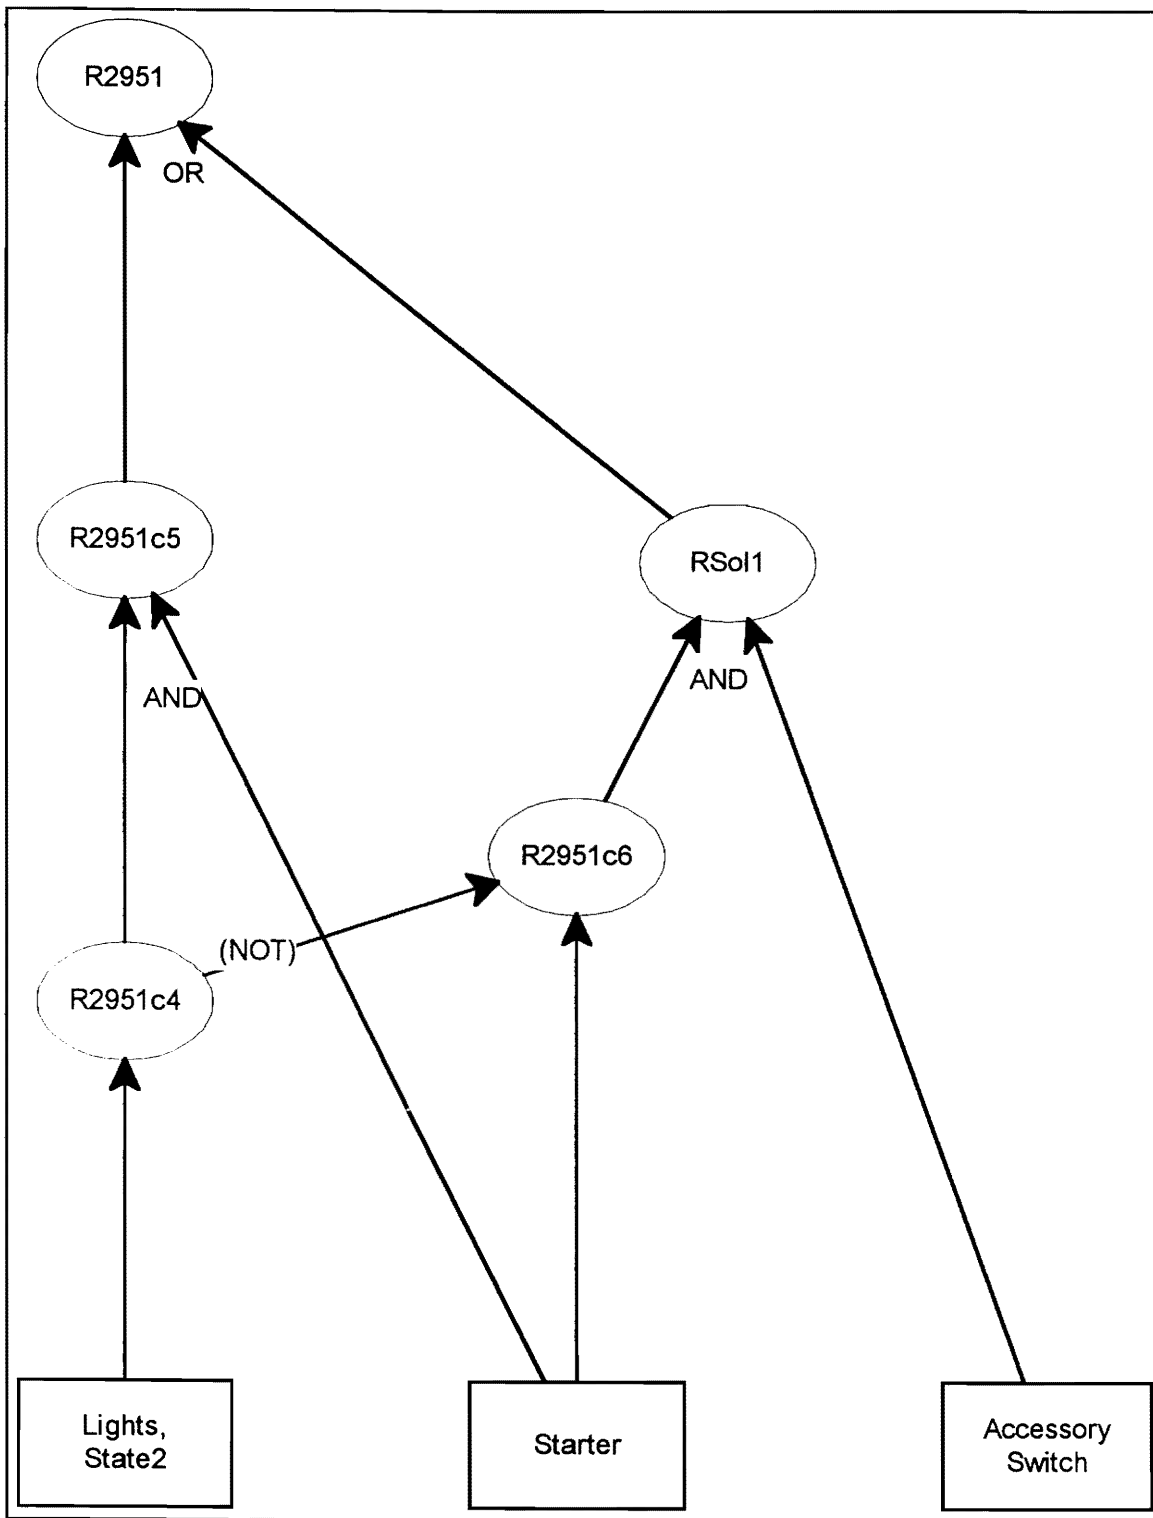 R2951
OR
R2951c5
RSol1
AND
AND
R2951c6
(NOT)
R2951c4
Lights,
State2
Starter
Accessory
Switch